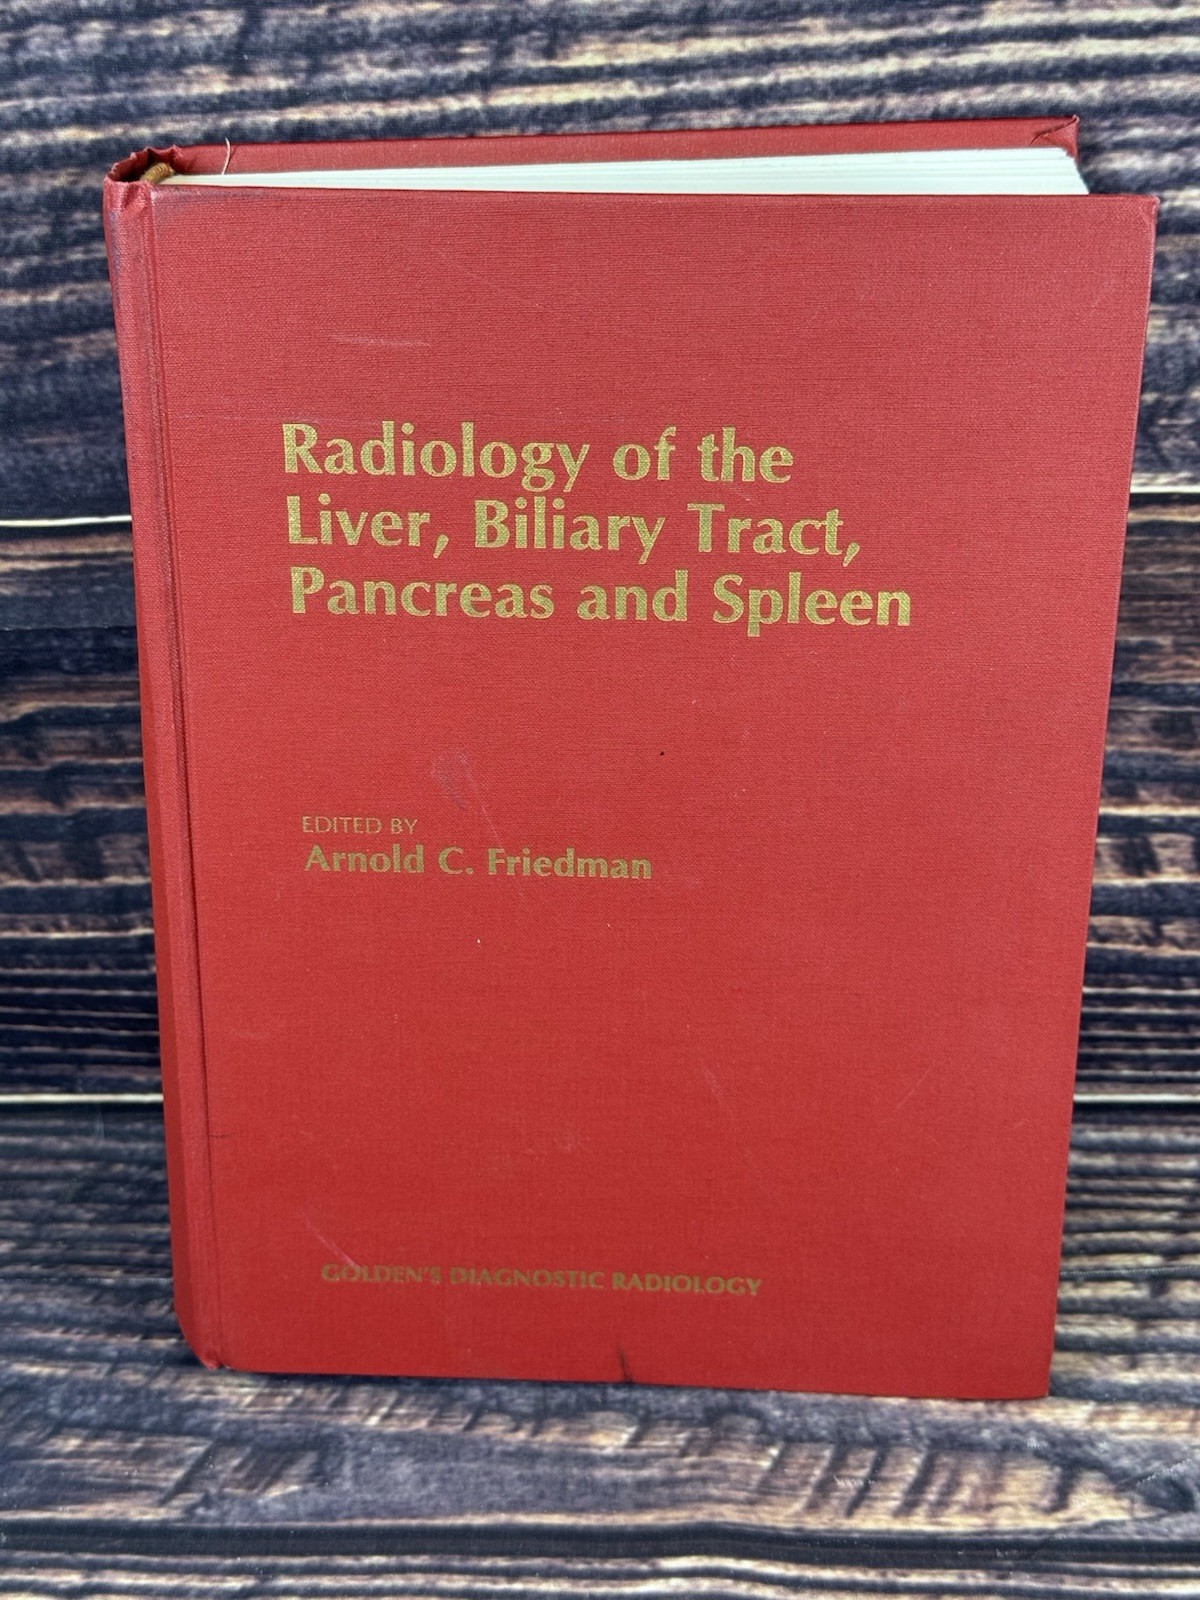 Radiology of the
Liver, Biliary Tract,
Pancreas and Spleen
EDITED BY
Arnold C. Friedman
GOLDEN'S DIAGNOSTIC RADIOLOGY